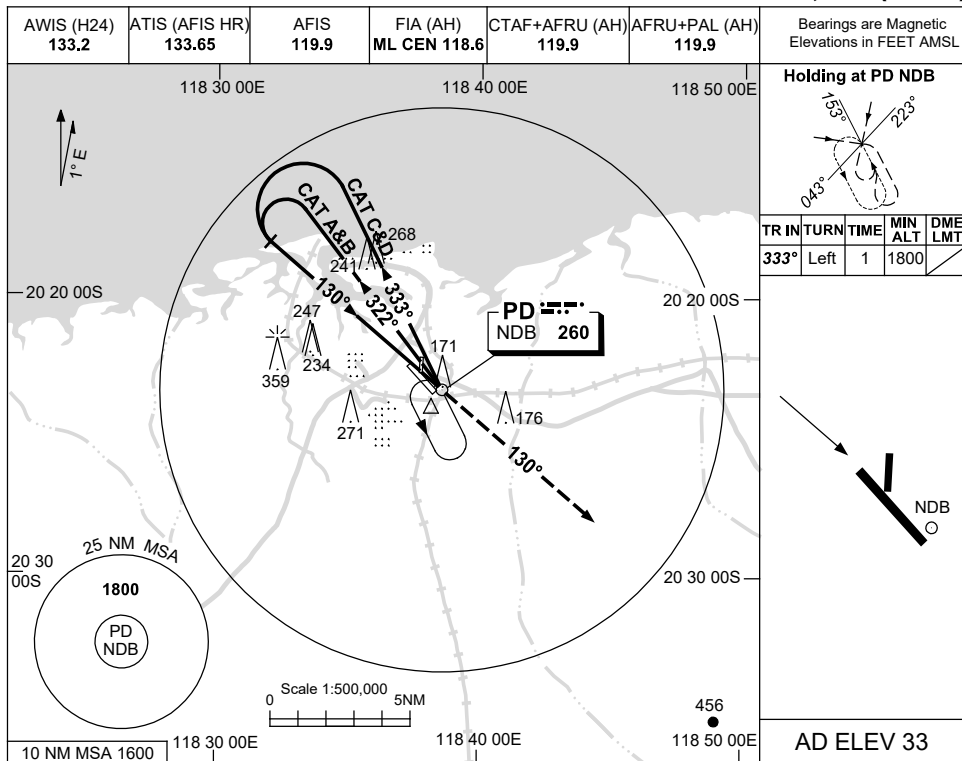 AWIS (H24)
133.2
ATIS (AFIS HR)
133.65
AFIS
119.9
FIA (AH)
ML CEN 118.6
CTAF+AFRU (AH)
119.9
AFRU+PAL (AH)
119.9
Bearings are Magnetic
Elevations in FEET AMSL
118 30 00E
118 40 00E
118 50 00E
1° E
CAT A&B
CAT C&D
268
241
130°
322°
333°
20 20 00S
20 20 00S
247
234
359
271
171
176
PD
NDB 260
130°
20 30
00S
20 30 00S
25 NM MSA
1800
PD
NDB
Scale 1:500,000
0
5NM
456
10 NM MSA 1600
118 30 00E
118 40 00E
118 50 00E
Holding at PD NDB
153°
223°
043°
TR IN TURN TIME MIN ALT DME LMT
333° Left 1 1800
NDB
AD ELEV 33